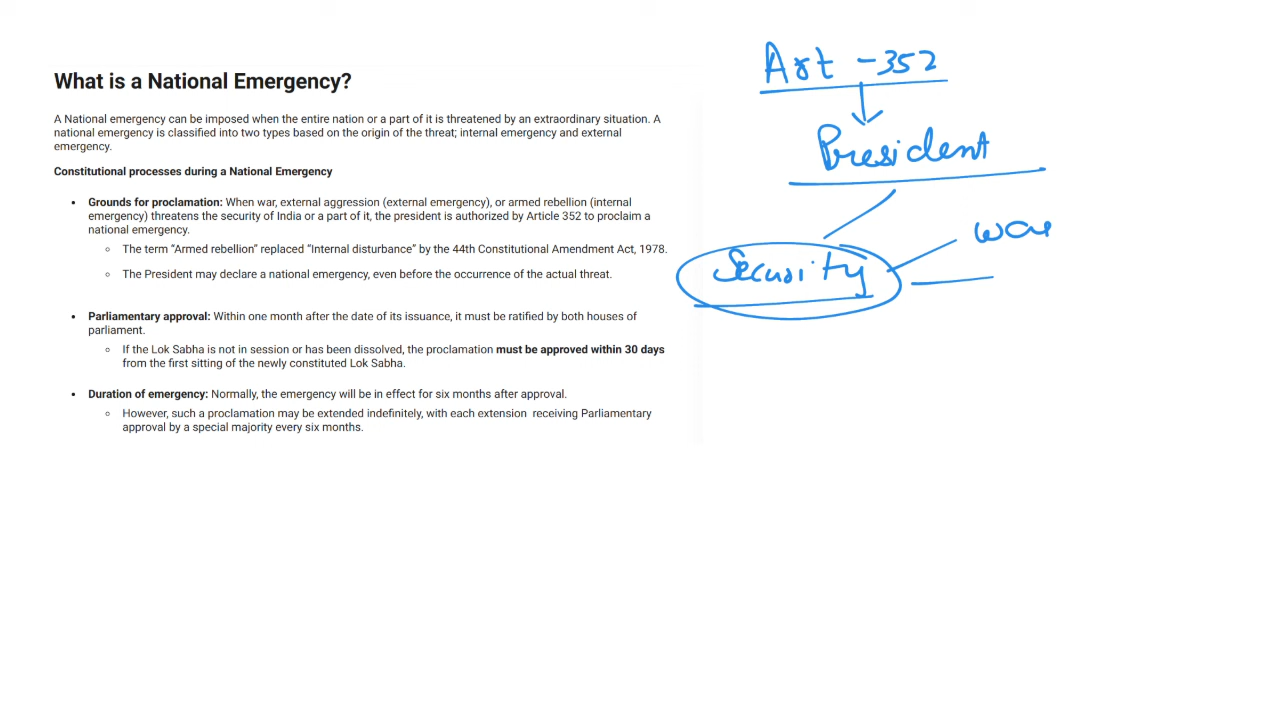 What is a National Emergency?
A National emergency can be imposed when the entire nation or a part of it is threatened by an extraordinary situation. A
national emergency is classified into two types based on the origin of the threat; internal emergency and external
emergency.
Constitutional processes during a National Emergency
• Grounds for proclamation: When war, external aggression (external emergency), or armed rebellion (internal
emergency) threatens the security of India or a part of it, the president is authorized by Article 352 to proclaim a
national emergency.
○ The term “Armed rebellion” replaced “Internal disturbance” by the 44th Constitutional Amendment Act, 1978.
○ The President may declare a national emergency, even before the occurrence of the actual threat.
• Parliamentary approval: Within one month after the date of its issuance, it must be ratified by both houses of
parliament.
○ If the Lok Sabha is not in session or has been dissolved, the proclamation must be approved within 30 days
from the first sitting of the newly constituted Lok Sabha.
• Duration of emergency: Normally, the emergency will be in effect for six months after approval.
○ However, such a proclamation may be extended indefinitely, with each extension receiving Parliamentary
approval by a special majority every six months.
Art -352
President
Security
war